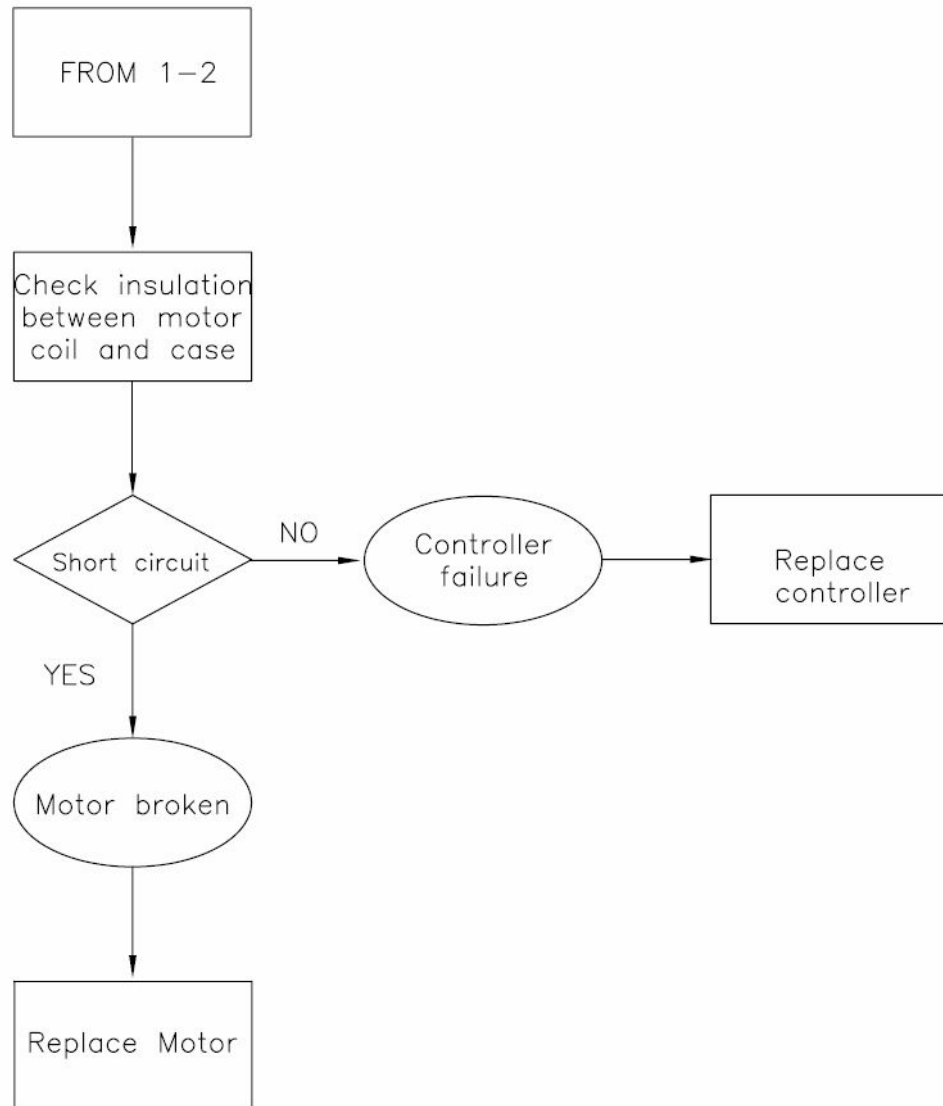 FROM 1-2
Check insulation
between motor
coil and case
Short circuit
NO
Controller
failure
Replace
controller
YES
Motor broken
Replace Motor